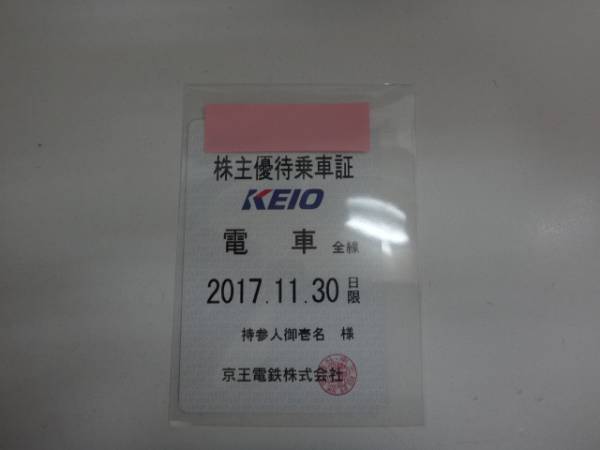 株主優待乗車証
KEIO
電車 全線
2017.11.30 日限
持参人御壱名 様
京王電鉄株式会社